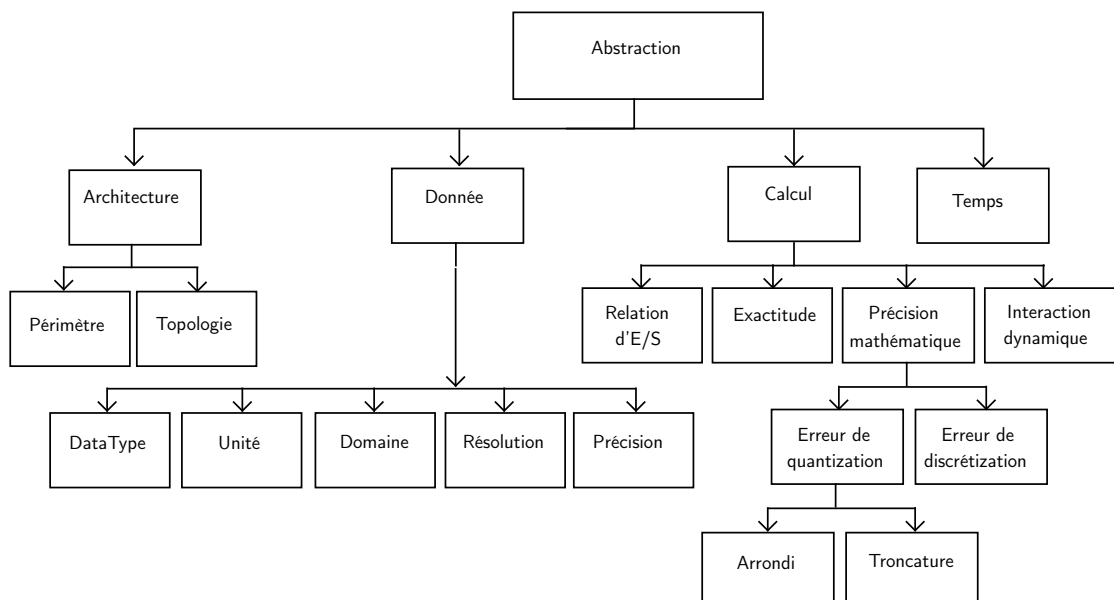 Abstraction
Architecture
Donnée
Calcul
Temps
Périmètre
Topologie
Relation
d'E/S
Exactitude
Précision
mathématique
Interaction
dynamique
DataType
Unité
Domaine
Résolution
Précision
Erreur de
quantization
Erreur de
discrétization
Arrondi
Troncature